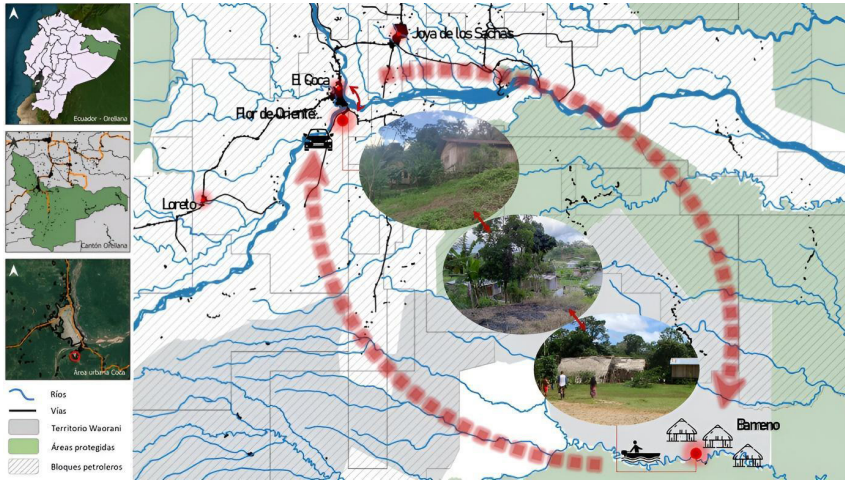 Ecuador - Orellana
Cantón Orellana
Área urbana Coca
Ríos
Vías
Territorio Waorani
Áreas protegidas
Bloques petroleros
Joya de los Sachas
El Coca
Flor de Oriente
Loreto
Bameno